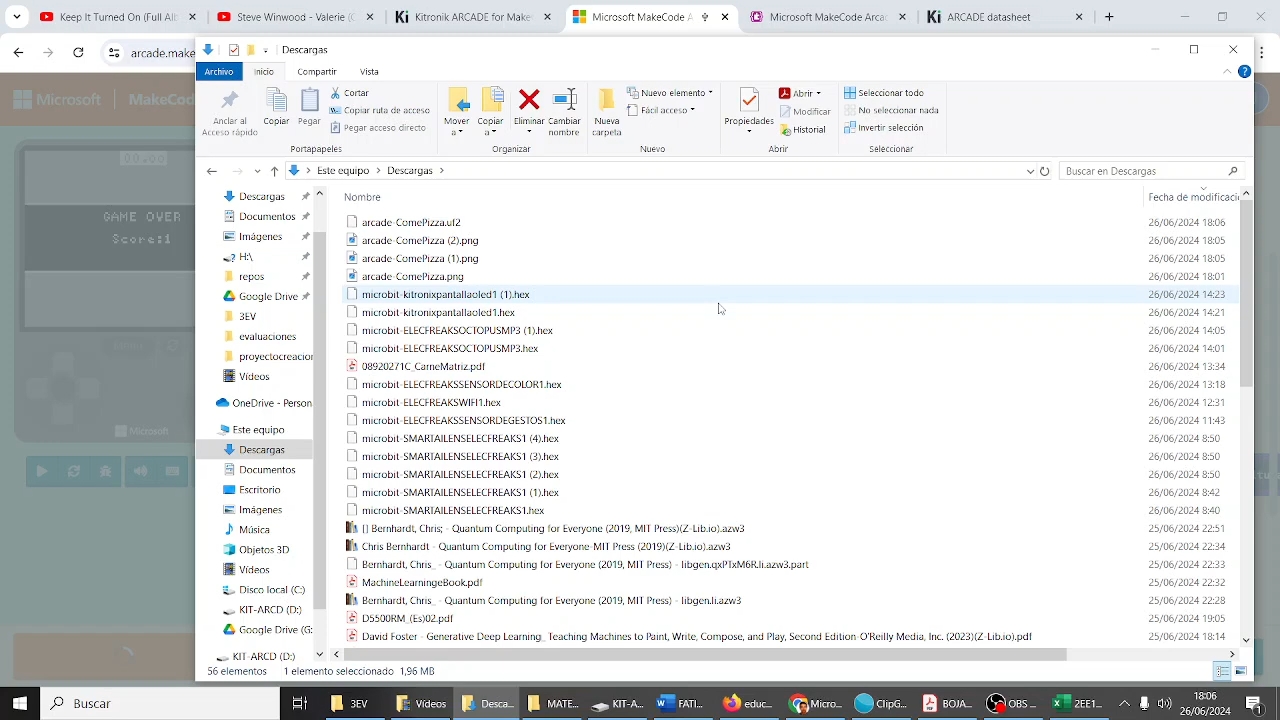 Not El Alcanzar el
Steve Winwood - Valerie (C
Kitronik ARCADE for Make
Microsoft MakeCode A
Microsoft MakeCode Arca
ARCADE datasheet
arcade.make
Descargas
Archivo
Inicio
Compartir
Vista
Anclar al
Acceso rápido
Copiar
Pegar
Cortar
Copiar ruta de acceso
Pegar acceso directo
Portapapeles
Mover
a
Copiar
a
Eliminar
Cambiar
nombre
Organizar
Nueva
carpeta
Nuevo elemento
Fácil acceso
Nuevo
Propiedades
Abrir
Modificar
Historial
Abrir
Seleccionar todo
No seleccionar nada
Invertir selección
Seleccionar
Este equipo
Descargas
Buscar en Descargas
Microsoft
MakeCod
00,00
GAME OVER
Score:1
Microsoft
Descargas
Documentos
Imágenes
H:\
repos
Google Drive
3EV
evaluaciones
proyectocreacion
Vídeos
OneDrive - Person
Este equipo
Descargas
Documentos
Escritorio
Imágenes
Música
Objetos 3D
Vídeos
Disco local (C:)
KIT-ARCD (D:)
Google Drive (G:
KIT-ARCD (D:)
Nombre
Fecha de modificaci
arcade-ComePizza.uf2 26/06/2024 18:06
arcade-ComePizza (2).png 26/06/2024 18:05
arcade-ComePizza (1).png 26/06/2024 18:05
arcade-ComePizza.png 26/06/2024 18:01
microbit-kitronixpantallaoled1 (1).hex 26/06/2024 14:23
microbit-kitronixpantallaoled1.hex 26/06/2024 14:21
microbit-ELECFREAKSOCTOPUSMP3 (1).hex 26/06/2024 14:05
microbit-ELECFREAKSOCTOPUSMP3.hex 26/06/2024 14:01
08920271C_CarneMatriz.pdf 26/06/2024 13:34
microbit-ELECFREAKSSENSORDECOLOR1.hex 26/06/2024 13:18
microbit-ELECFREAKSWIFI1.hex 26/06/2024 12:31
microbit-ELECFREAKSSENSORDEGESTOS1.hex 26/06/2024 11:43
microbit-SMARTAILENSELECFREAKS1 (4).hex 26/06/2024 8:50
microbit-SMARTAILENSELECFREAKS1 (3).hex 26/06/2024 8:50
microbit-SMARTAILENSELECFREAKS1 (2).hex 26/06/2024 8:50
microbit-SMARTAILENSELECFREAKS1 (1).hex 26/06/2024 8:42
microbit-SMARTAILENSELECFREAKS1.hex 26/06/2024 8:40
[] Bernhardt, Chris; - Quantum Computing for Everyone (2019, MIT Press)(Z-Lib.io).azw3 25/06/2024 22:51
Chris Bernhardt - Quantum Computing for Everyone-MIT Press (2019)(Z-Lib.io).azw3 25/06/2024 22:34
Bernhardt, Chris_ - Quantum Computing for Everyone (2019, MIT Press) - libgen.qxPTxM6R.li.azw3.part 25/06/2024 22:33
MachineLearningeBook.pdf 25/06/2024 22:32
Bernhardt, Chris_ - Quantum Computing for Everyone (2019, MIT Press) - libgen.li.azw3 25/06/2024 22:28
D5500RM_(Es)02.pdf 25/06/2024 19:05
David Foster - Generative Deep Learning_ Teaching Machines to Paint, Write, Compose, and Play, Second Edition-O'Reilly Media, Inc. (2023)(Z-Lib.io).pdf 25/06/2024 18:14
56 elementos 1 elemento seleccionado 1,96 MB
Buscar
3EV
Vídeos
Desca...
FATE...
KIT-A...
FATI...
educ...
Micro...
ClipG...
BOJA...
OBS ...
ZEE1...
18:06
26/06/2024